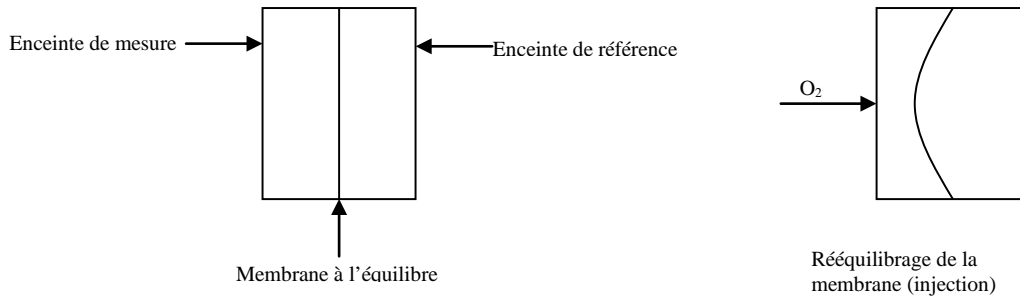 Enceinte de mesure
Enceinte de référence
O₂
Membrane à l'équilibre
Rééquilibrage de la
membrane (injection)